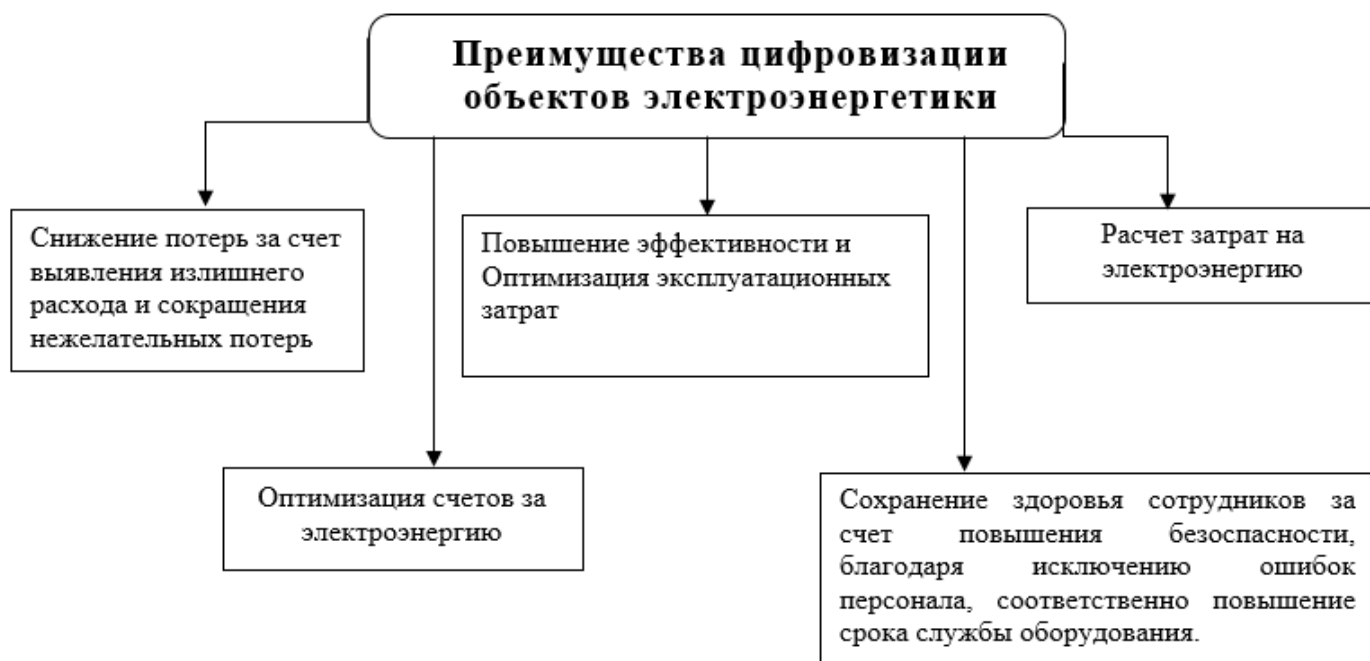 Преимущества цифровизации
объектов электроэнергетики
Снижение потерь за счет
выявления излишнего
расхода и сокращения
нежелательных потерь
Повышение эффективности и
Оптимизация эксплуатационных
затрат
Расчет затрат на
электроэнергию
Оптимизация счетов за
электроэнергию
Сохранение здоровья сотрудников за
счет повышения безоспасности,
благодаря исключению ошибок
персонала, соответственно повышение
срока службы оборудования.